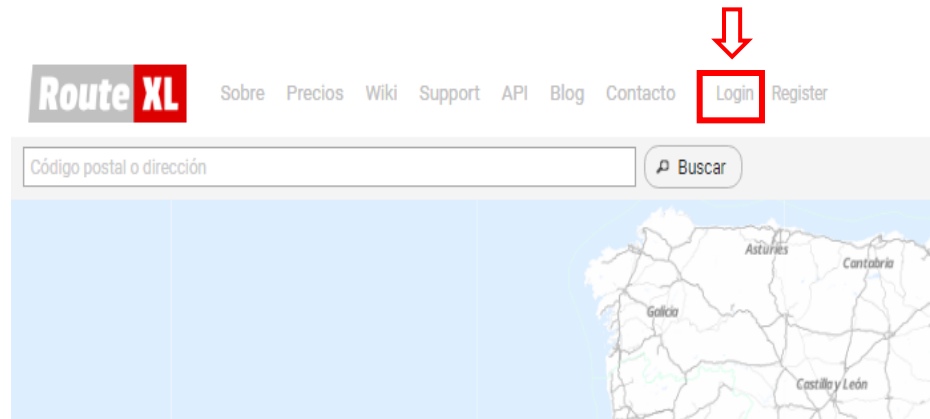 Route XL Sobre Precios Wiki Support API Blog Contacto Login Register
Código postal o dirección Buscar
Asturies
Cantabria
Galicia
Castilla y León